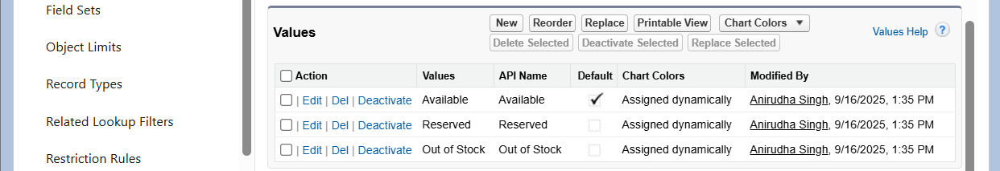 Field Sets
Object Limits
Record Types
Related Lookup Filters
Restriction Rules
Values
New Reorder Replace Printable View Chart Colors
Delete Selected Deactivate Selected Replace Selected
Values Help ?
Action Values API Name Default Chart Colors Modified By
| Edit | Del | Deactivate Available Available Assigned dynamically Anirudha Singh, 9/16/2025, 1:35 PM
| Edit | Del | Deactivate Reserved Reserved Assigned dynamically Anirudha Singh, 9/16/2025, 1:35 PM
| Edit | Del | Deactivate Out of Stock Out of Stock Assigned dynamically Anirudha Singh, 9/16/2025, 1:35 PM